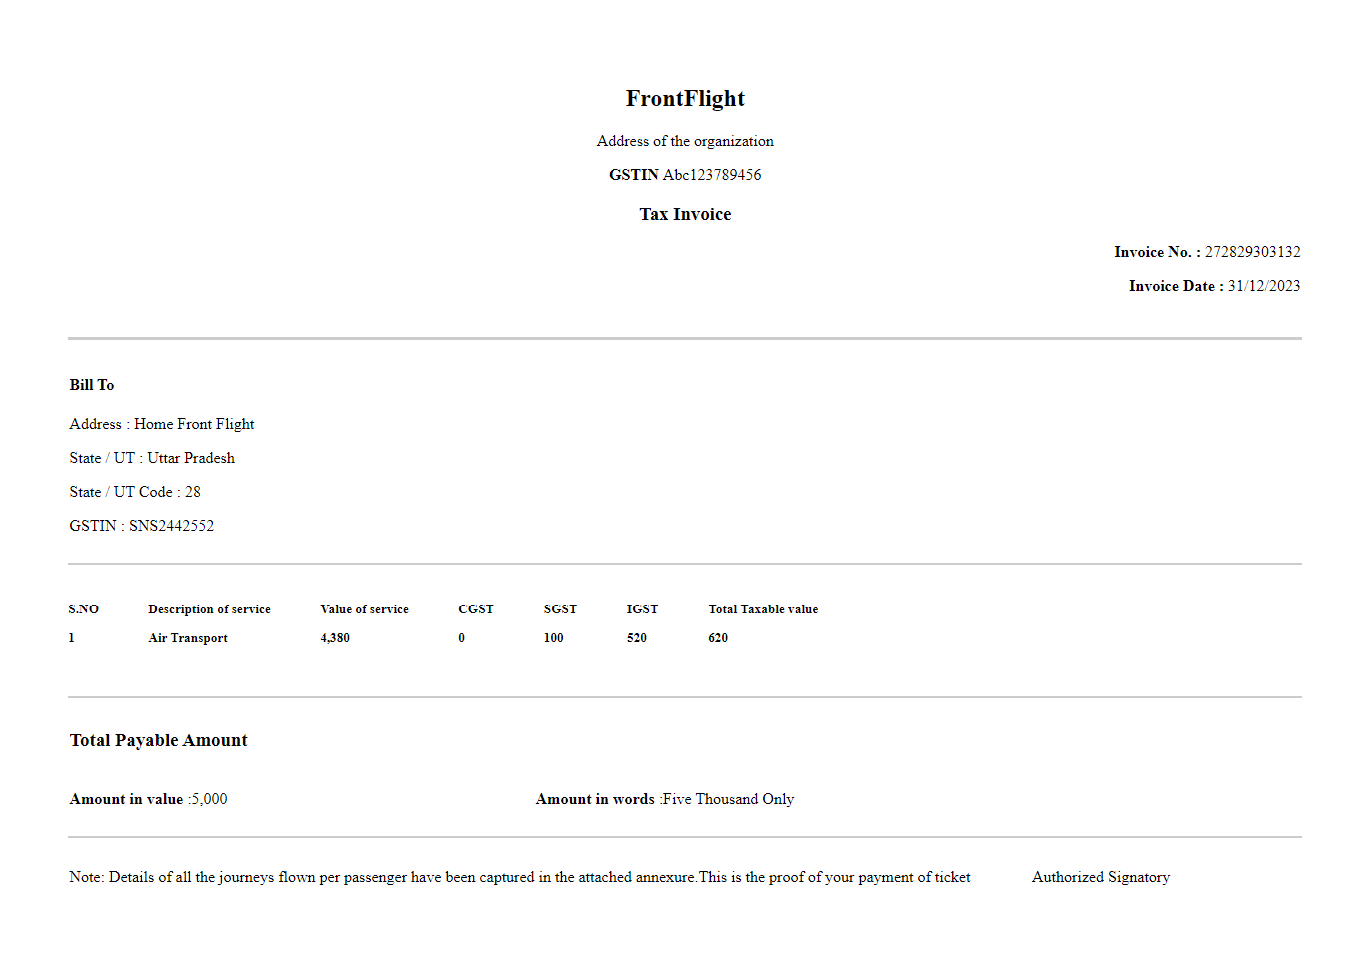 FrontFlight
Address of the organization
GSTIN Abc123789456
Tax Invoice
Invoice No. : 272829303132
Invoice Date : 31/12/2023
Bill To
Address : Home Front Flight
State / UT : Uttar Pradesh
State / UT Code : 28
GSTIN : SNS2442552
S.NO Description of service Value of service CGST SGST IGST Total Taxable value
1 Air Transport 4,380 0 100 520 620
Total Payable Amount
Amount in value :5,000 Amount in words :Five Thousand Only
Note: Details of all the journeys flown per passenger have been captured in the attached annexure.This is the proof of your payment of ticket Authorized Signatory